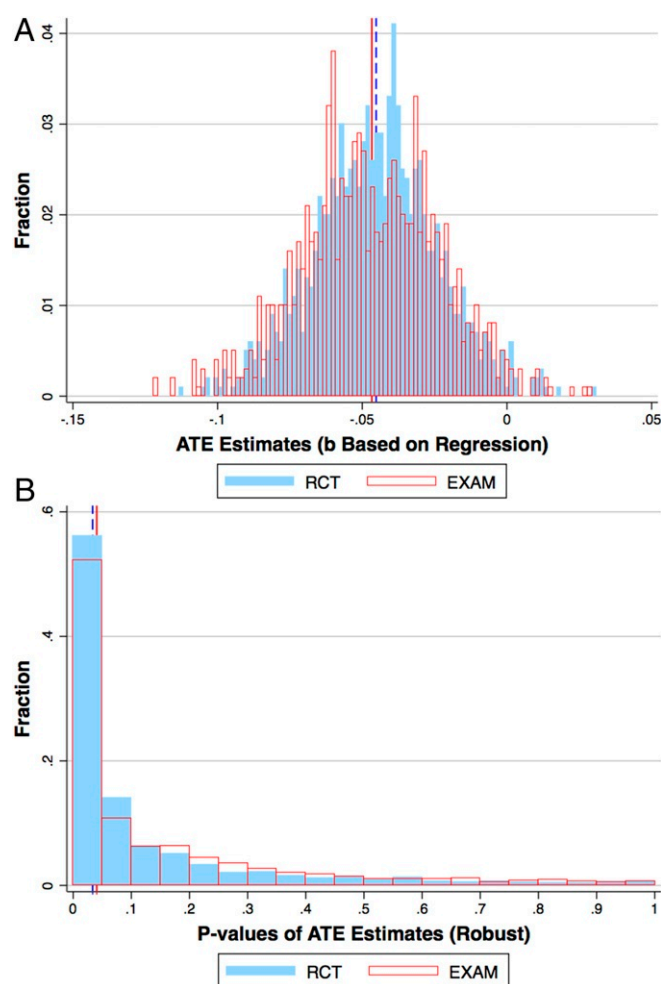 A
.04
.03
.02
.01
0
Fraction
-.15
-.1
-.05
0
.05
ATE Estimates (b Based on Regression)
RCT
EXAM
B
.6
.4
.2
0
Fraction
0
.1
.2
.3
.4
.5
.6
.7
.8
.9
1
P-values of ATE Estimates (Robust)
RCT
EXAM